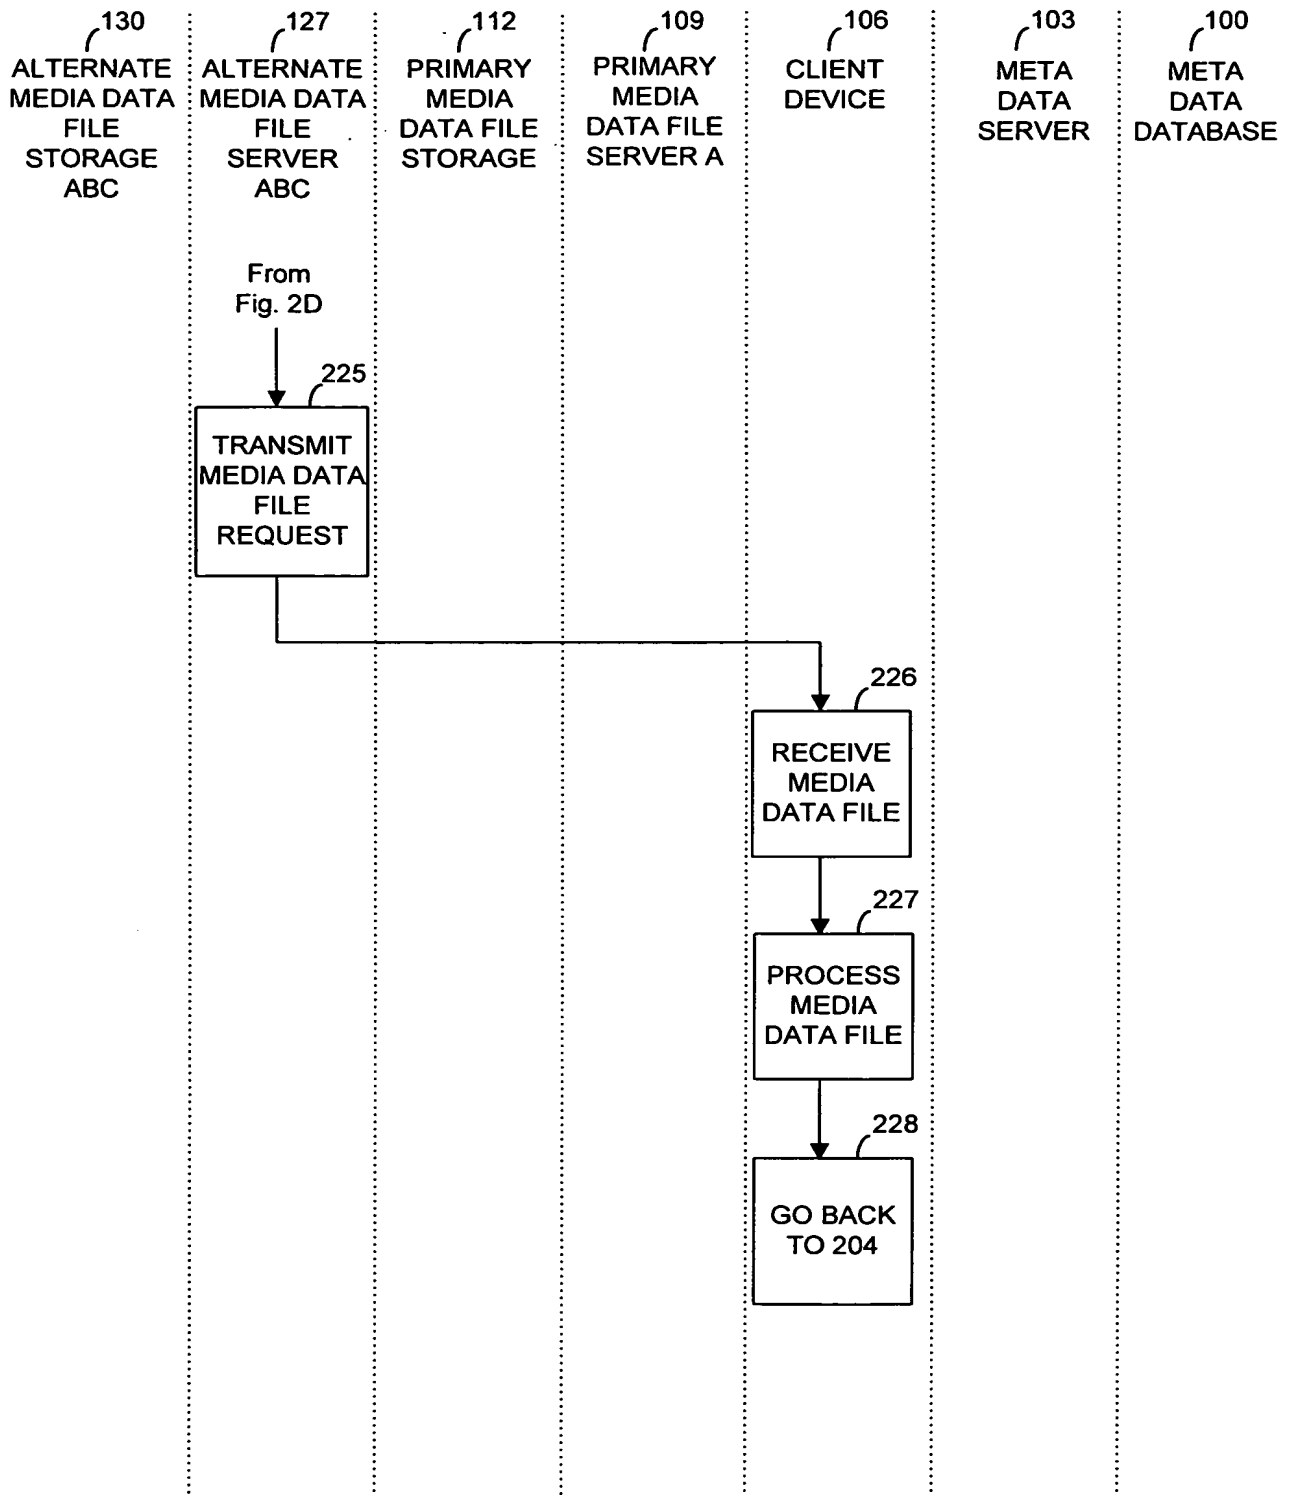 130
ALTERNATE
MEDIA DATA
FILE
STORAGE
ABC
127
ALTERNATE
MEDIA DATA
FILE
SERVER
ABC
112
PRIMARY
MEDIA
DATA FILE
STORAGE
109
PRIMARY
MEDIA
DATA FILE
SERVER A
106
CLIENT
DEVICE
103
META
DATA
SERVER
100
META
DATA
DATABASE
From
Fig. 2D
225
TRANSMIT
MEDIA DATA
FILE
REQUEST
226
RECEIVE
MEDIA
DATA FILE
227
PROCESS
MEDIA
DATA FILE
228
GO BACK
TO 204